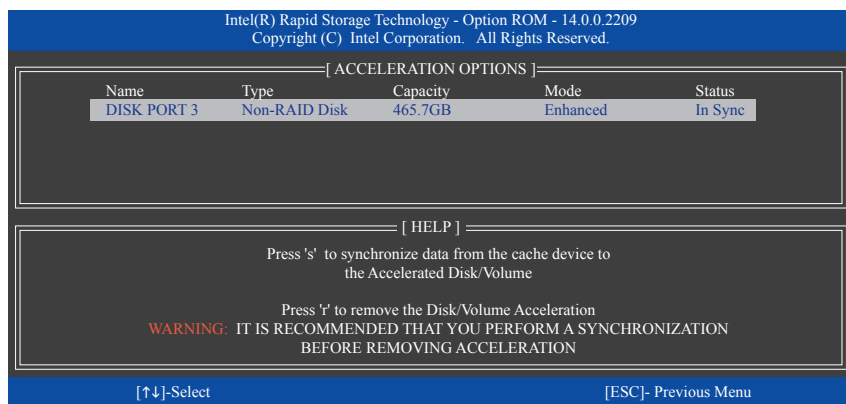 Intel(R) Rapid Storage Technology - Option ROM - 14.0.0.2209
Copyright (C) Intel Corporation. All Rights Reserved.
[ ACCELERATION OPTIONS ]
Name Type Capacity Mode Status
DISK PORT 3 Non-RAID Disk 465.7GB Enhanced In Sync
[ HELP ]
Press 's' to synchronize data from the cache device to
the Accelerated Disk/Volume
Press 'r' to remove the Disk/Volume Acceleration
WARNING: IT IS RECOMMENDED THAT YOU PERFORM A SYNCHRONIZATION
BEFORE REMOVING ACCELERATION
[↑↓]-Select [ESC]- Previous Menu